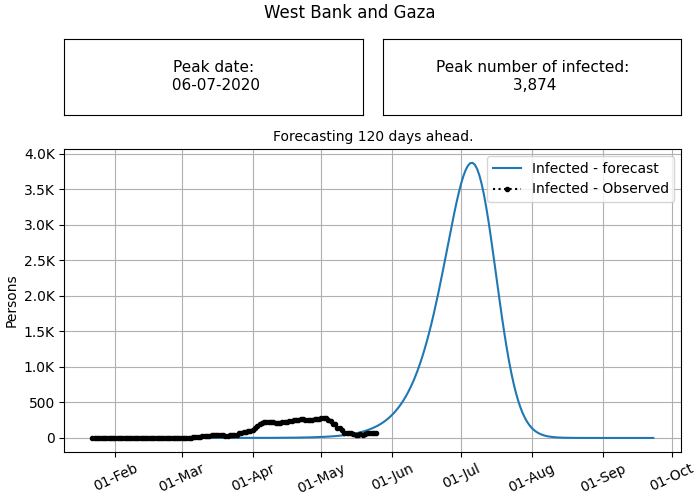 West Bank and Gaza
Peak date:
06-07-2020
Peak number of infected:
3,874
Forecasting 120 days ahead.
4.0K
3.5K
3.0K
2.5K
2.0K
1.5K
1.0K
500
0
Persons
Infected - forecast
Infected - Observed
01-Feb
01-Mar
01-Apr
01-May
01-Jun
01-Jul
01-Aug
01-Sep
01-Oct